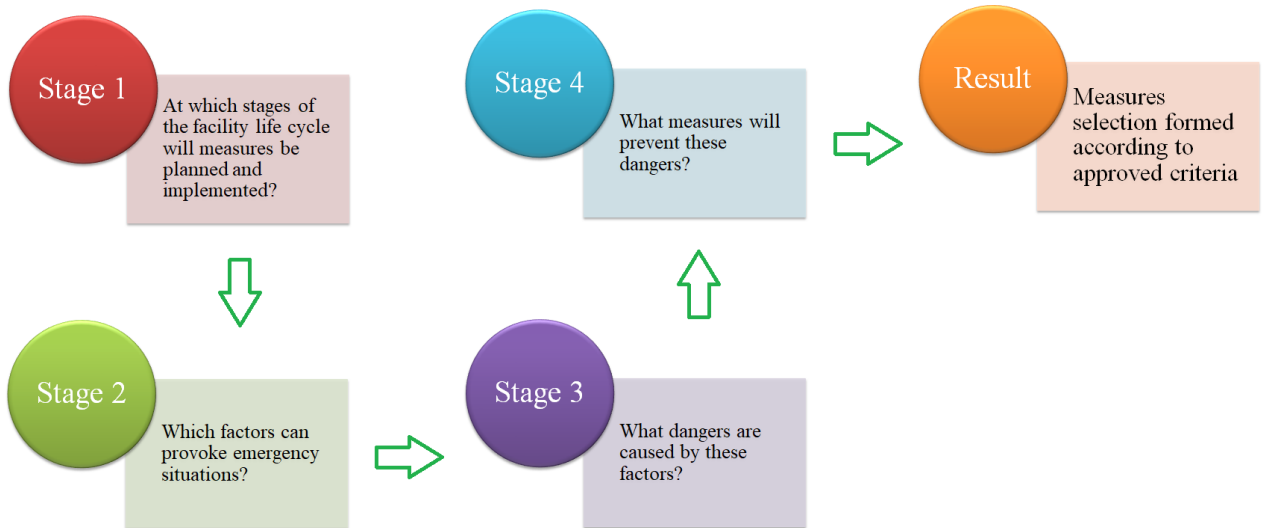 Stage 1
At which stages of
the facility life cycle
will measures be
planned and
implemented?
Stage 2
Which factors can
provoke emergency
situations?
Stage 3
What dangers are
caused by these
factors?
Stage 4
What measures will
prevent these
dangers?
Result
Measures
selection formed
according to
approved criteria